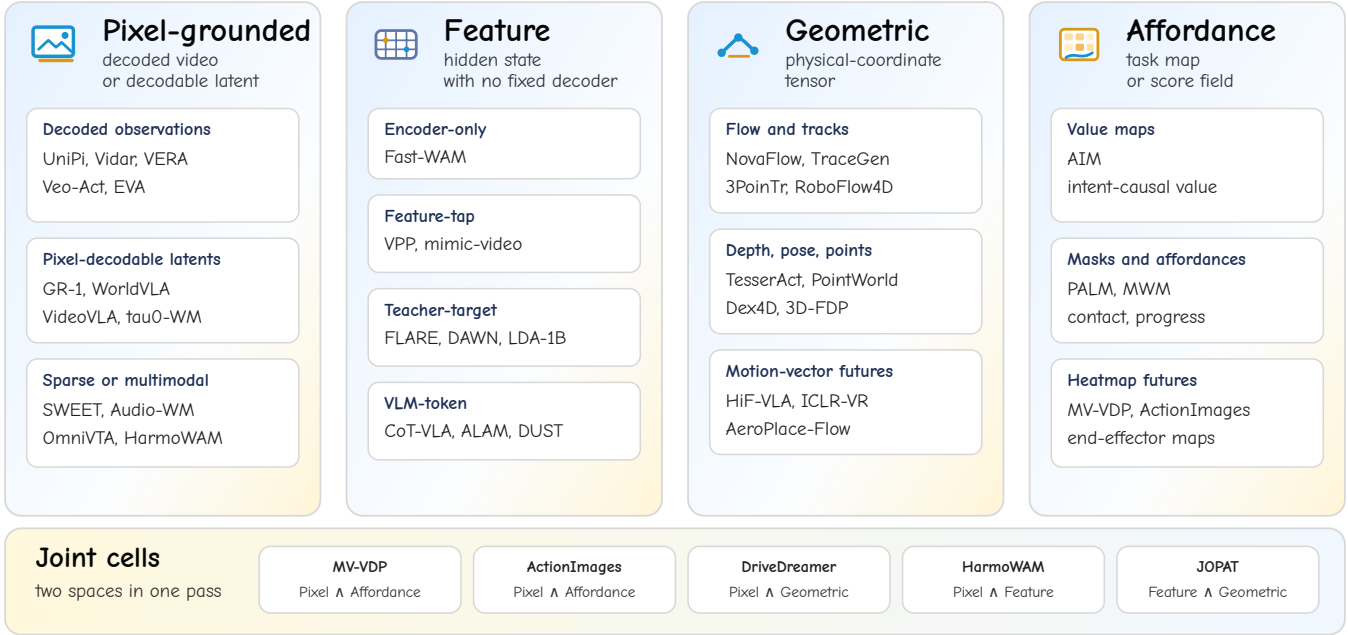 Pixel-grounded
decoded video
or decodable latent
Decoded observations
UniPi, Vidar, VERA
Veo-Act, EVA
Pixel-decodable latents
GR-1, WorldVLA
VideoVLA, tau0-WM
Sparse or multimodal
SWEET, Audio-WM
OmniVTA, HarmoWAM
Feature
hidden state
with no fixed decoder
Encoder-only
Fast-WAM
Feature-tap
VPP, mimic-video
Teacher-target
FLARE, DAWN, LDA-1B
VLM-token
CoT-VLA, ALAM, DUST
Geometric
physical-coordinate
tensor
Flow and tracks
NovaFlow, TraceGen
3PoinTr, RoboFlow4D
Depth, pose, points
TesserAct, PointWorld
Dex4D, 3D-FDP
Motion-vector futures
HiF-VLA, ICLR-VR
AeroPlace-Flow
Affordance
task map
or score field
Value maps
AIM
intent-causal value
Masks and affordances
PALM, MWM
contact, progress
Heatmap futures
MV-VDP, ActionImages
end-effector maps
Joint cells
two spaces in one pass
MV-VDP
Pixel ∧ Affordance
ActionImages
Pixel ∧ Affordance
DriveDreamer
Pixel ∧ Geometric
HarmoWAM
Pixel ∧ Feature
JOPAT
Feature ∧ Geometric